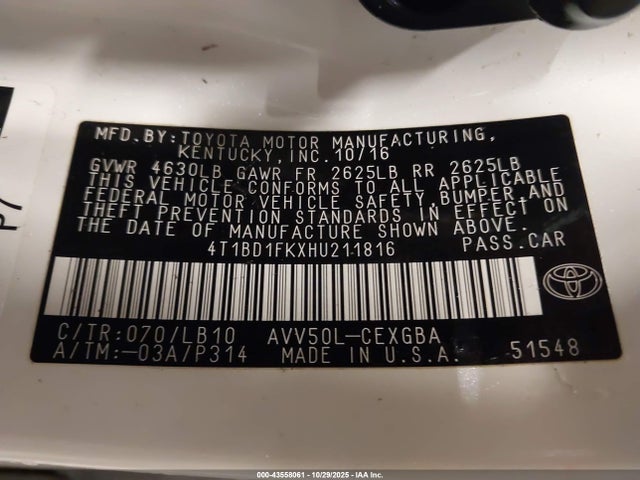 MFD. BY: TOYOTA MOTOR MANUFACTURING,
KENTUCKY, INC. 10/16
GVWR 4630LB GAWR FR 2625LB RR 2625LB
THIS VEHICLE CONFORMS TO ALL APPLICABLE
FEDERAL MOTOR VEHICLE SAFETY, BUMPER, AND
THEFT PREVENTION STANDARDS IN EFFECT ON
THE DATE OF MANUFACTURE SHOWN ABOVE.
4T1BD1FKXHU211816 PASS. CAR
C/TR: 070/LB10 AVV50L-CEXGBA
A/TM: -03A/P314 MADE IN U.S.A. 51548
000-43558061 - 10/29/2025 - IAA Inc.